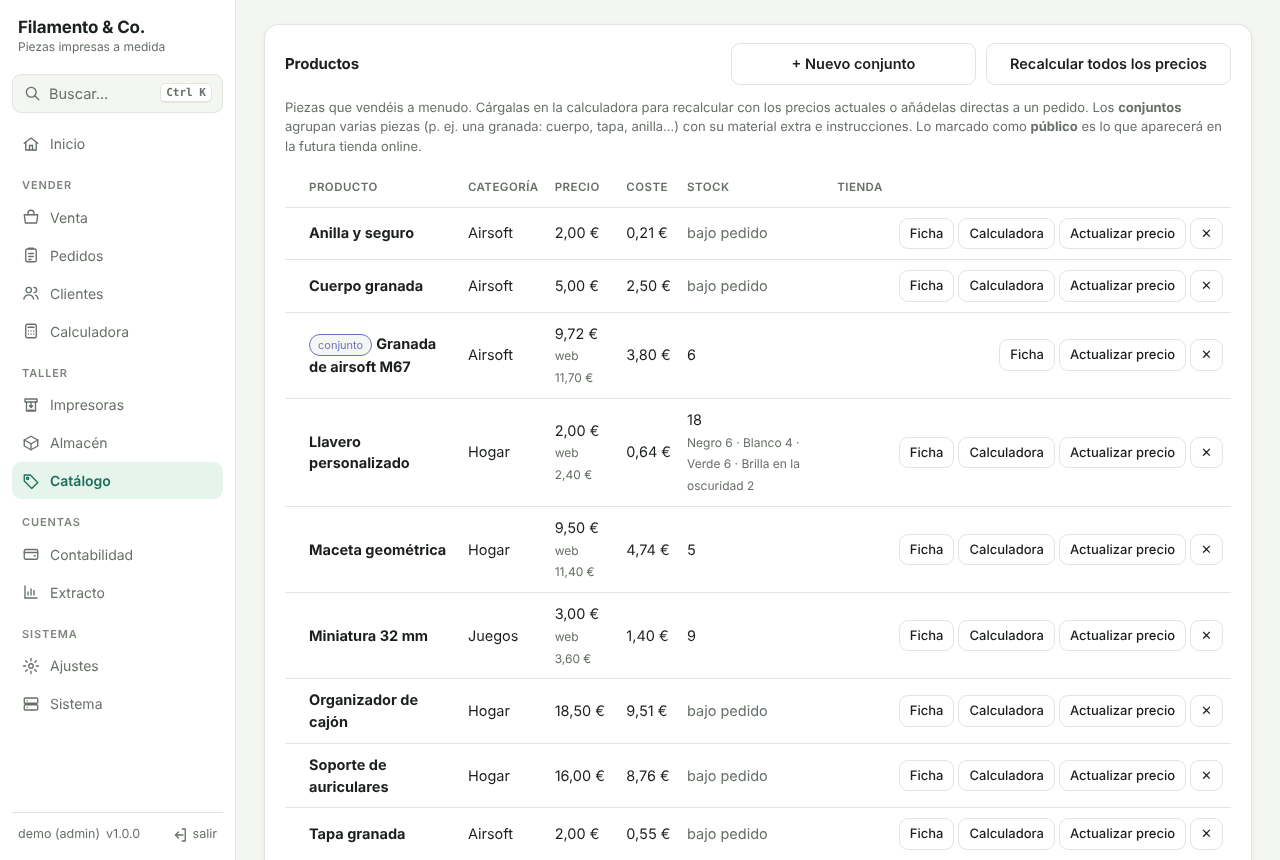 Filamento & Co.
Piezas impresas a medida
Buscar... Ctrl K
Inicio
VENDER
Venta
Pedidos
Clientes
Calculadora
TALLER
Impresoras
Almacén
Catálogo
CUENTAS
Contabilidad
Extracto
SISTEMA
Ajustes
Sistema
demo (admin) v1.0.0 salir
Productos + Nuevo conjunto Recalcular todos los precios
Piezas que vendéis a menudo. Cárgalas en la calculadora para recalcular con los precios actuales o añádelas directas a un pedido. Los conjuntos
agrupan varias piezas (p. ej. una granada: cuerpo, tapa, anilla...) con su material extra e instrucciones. Lo marcado como público es lo que aparecerá en
la futura tienda online.
PRODUCTO CATEGORÍA PRECIO COSTE STOCK TIENDA
Anilla y seguro Airsoft 2,00 € 0,21 € bajo pedido Ficha Calculadora Actualizar precio ×
Cuerpo granada Airsoft 5,00 € 2,50 € bajo pedido Ficha Calculadora Actualizar precio ×
conjunto Granada
de airsoft M67 Airsoft 9,72 €
web
11,70 € 3,80 € 6 Ficha Actualizar precio ×
Llavero
personalizado Hogar 2,00 €
web
2,40 € 0,64 € 18
Negro 6 · Blanco 4 ·
Verde 6 · Brilla en la
oscuridad 2 Ficha Calculadora Actualizar precio ×
Maceta geométrica Hogar 9,50 €
web
11,40 € 4,74 € 5 Ficha Calculadora Actualizar precio ×
Miniatura 32 mm Juegos 3,00 €
web
3,60 € 1,40 € 9 Ficha Calculadora Actualizar precio ×
Organizador de
cajón Hogar 18,50 € 9,51 € bajo pedido Ficha Calculadora Actualizar precio ×
Soporte de
auriculares Hogar 16,00 € 8,76 € bajo pedido Ficha Calculadora Actualizar precio ×
Tapa granada Airsoft 2,00 € 0,55 € bajo pedido Ficha Calculadora Actualizar precio ×